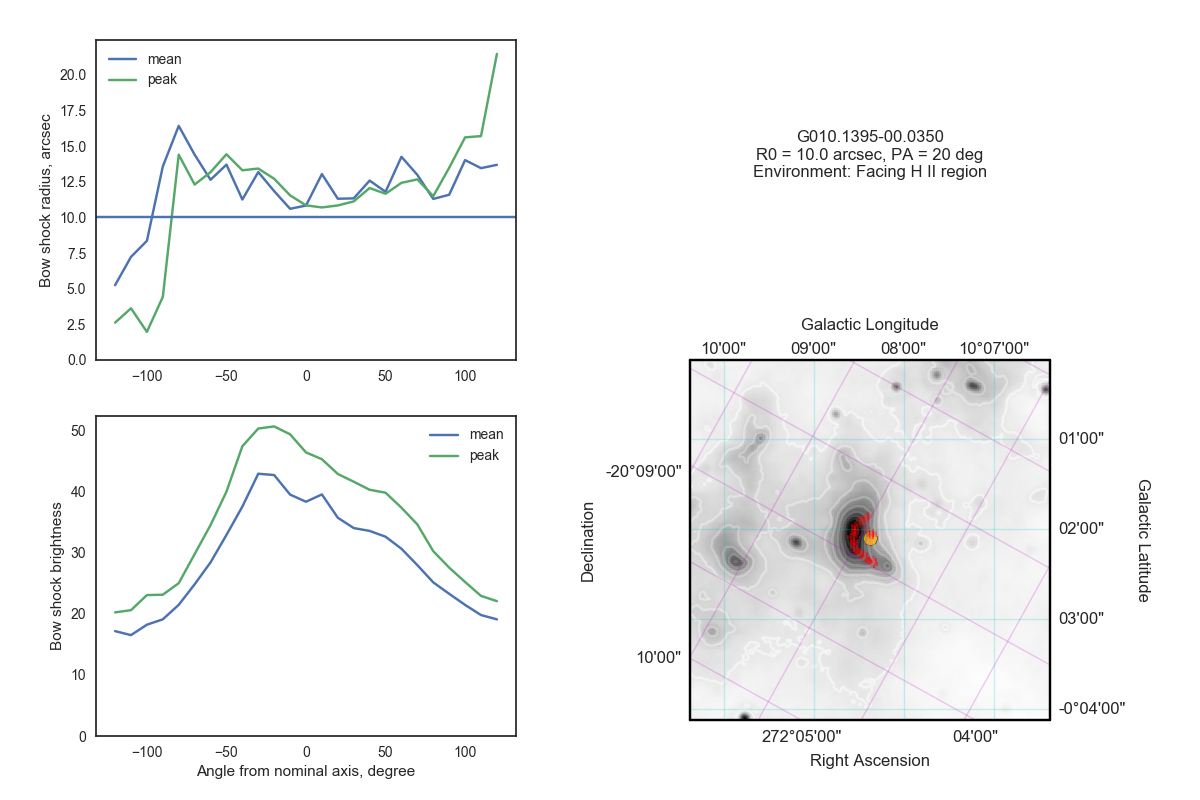 mean
peak
20.0
17.5
15.0
12.5
10.0
7.5
5.0
2.5
0.0
Bow shock radius, arcsec
−100
−50
0
50
100
mean
peak
50
40
30
20
10
0
Bow shock brightness
−100
−50
0
50
100
Angle from nominal axis, degree
G010.1395-00.0350
R0 = 10.0 arcsec, PA = 20 deg
Environment: Facing H II region
Galactic Longitude
10'00" 09'00" 08'00" 10°07'00"
-20°09'00"
10'00"
Declination
01'00"
02'00"
03'00"
-0°04'00"
Galactic Latitude
272°05'00" 04'00"
Right Ascension